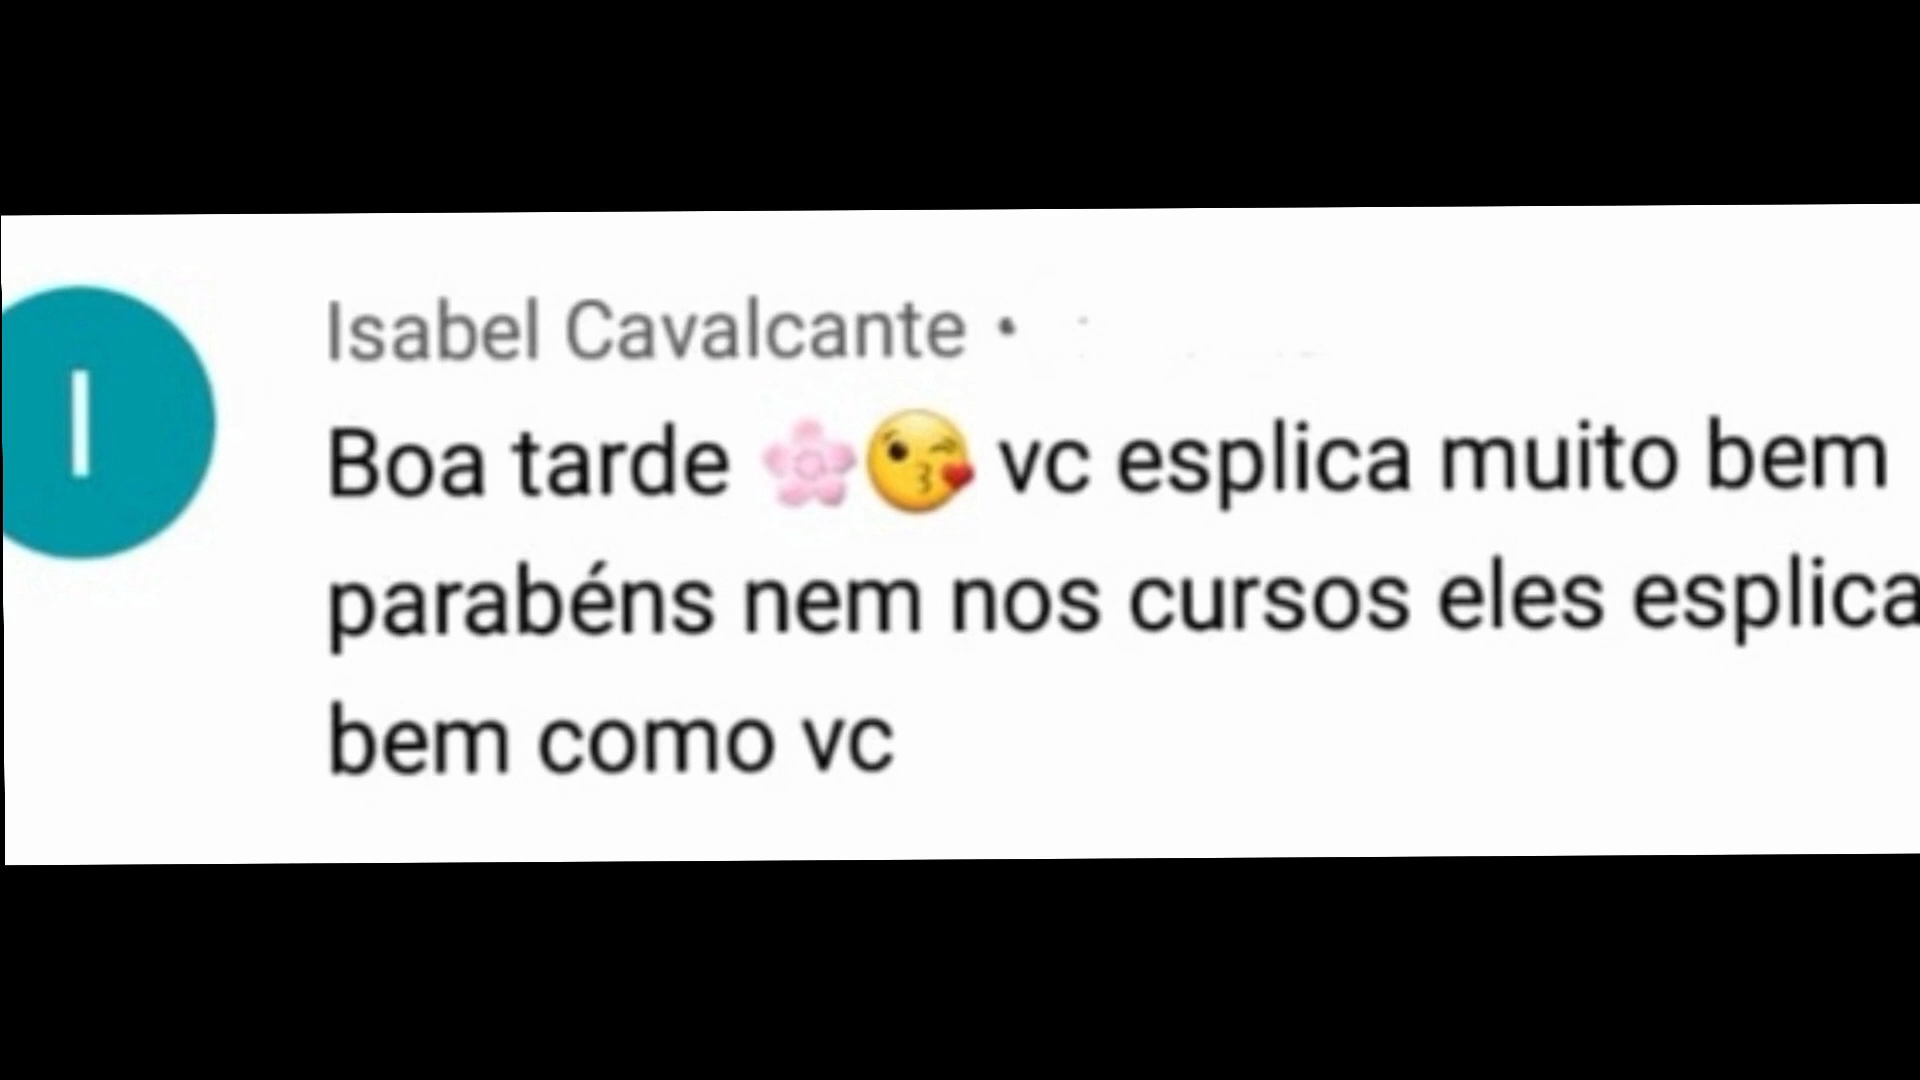 I
Isabel Cavalcante •
Boa tarde 🌸😘 vc esplica muito bem
parabéns nem nos cursos eles esplica
bem como vc